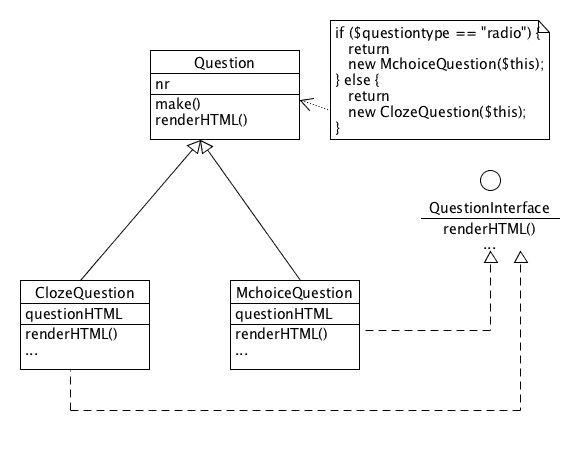 if ($questiontype == "radio") {
return
new MchoiceQuestion($this);
} else {
return
new ClozeQuestion($this);
}
Question
nr
make()
renderHTML()
QuestionInterface
renderHTML()
...
ClozeQuestion
questionHTML
renderHTML()
...
MchoiceQuestion
questionHTML
renderHTML()
...